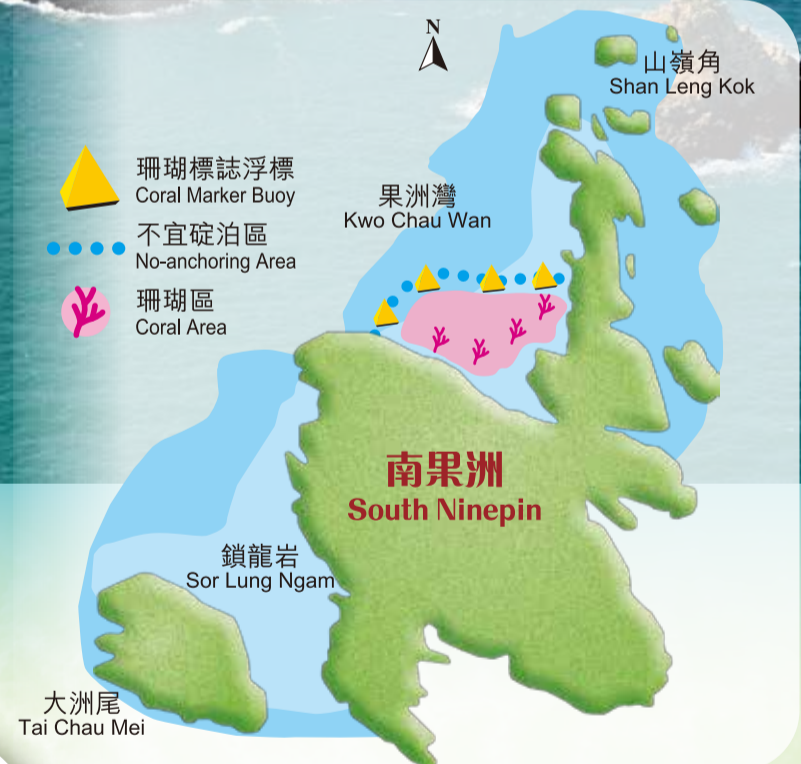 N
山嶺角
Shan Leng Kok
珊瑚標誌浮標
Coral Marker Buoy
果洲灣
Kwo Chau Wan
不宜碇泊區
No-anchoring Area
珊瑚區
Coral Area
南果洲
South Ninepin
鎖龍岩
Sor Lung Ngam
大洲尾
Tai Chau Mei